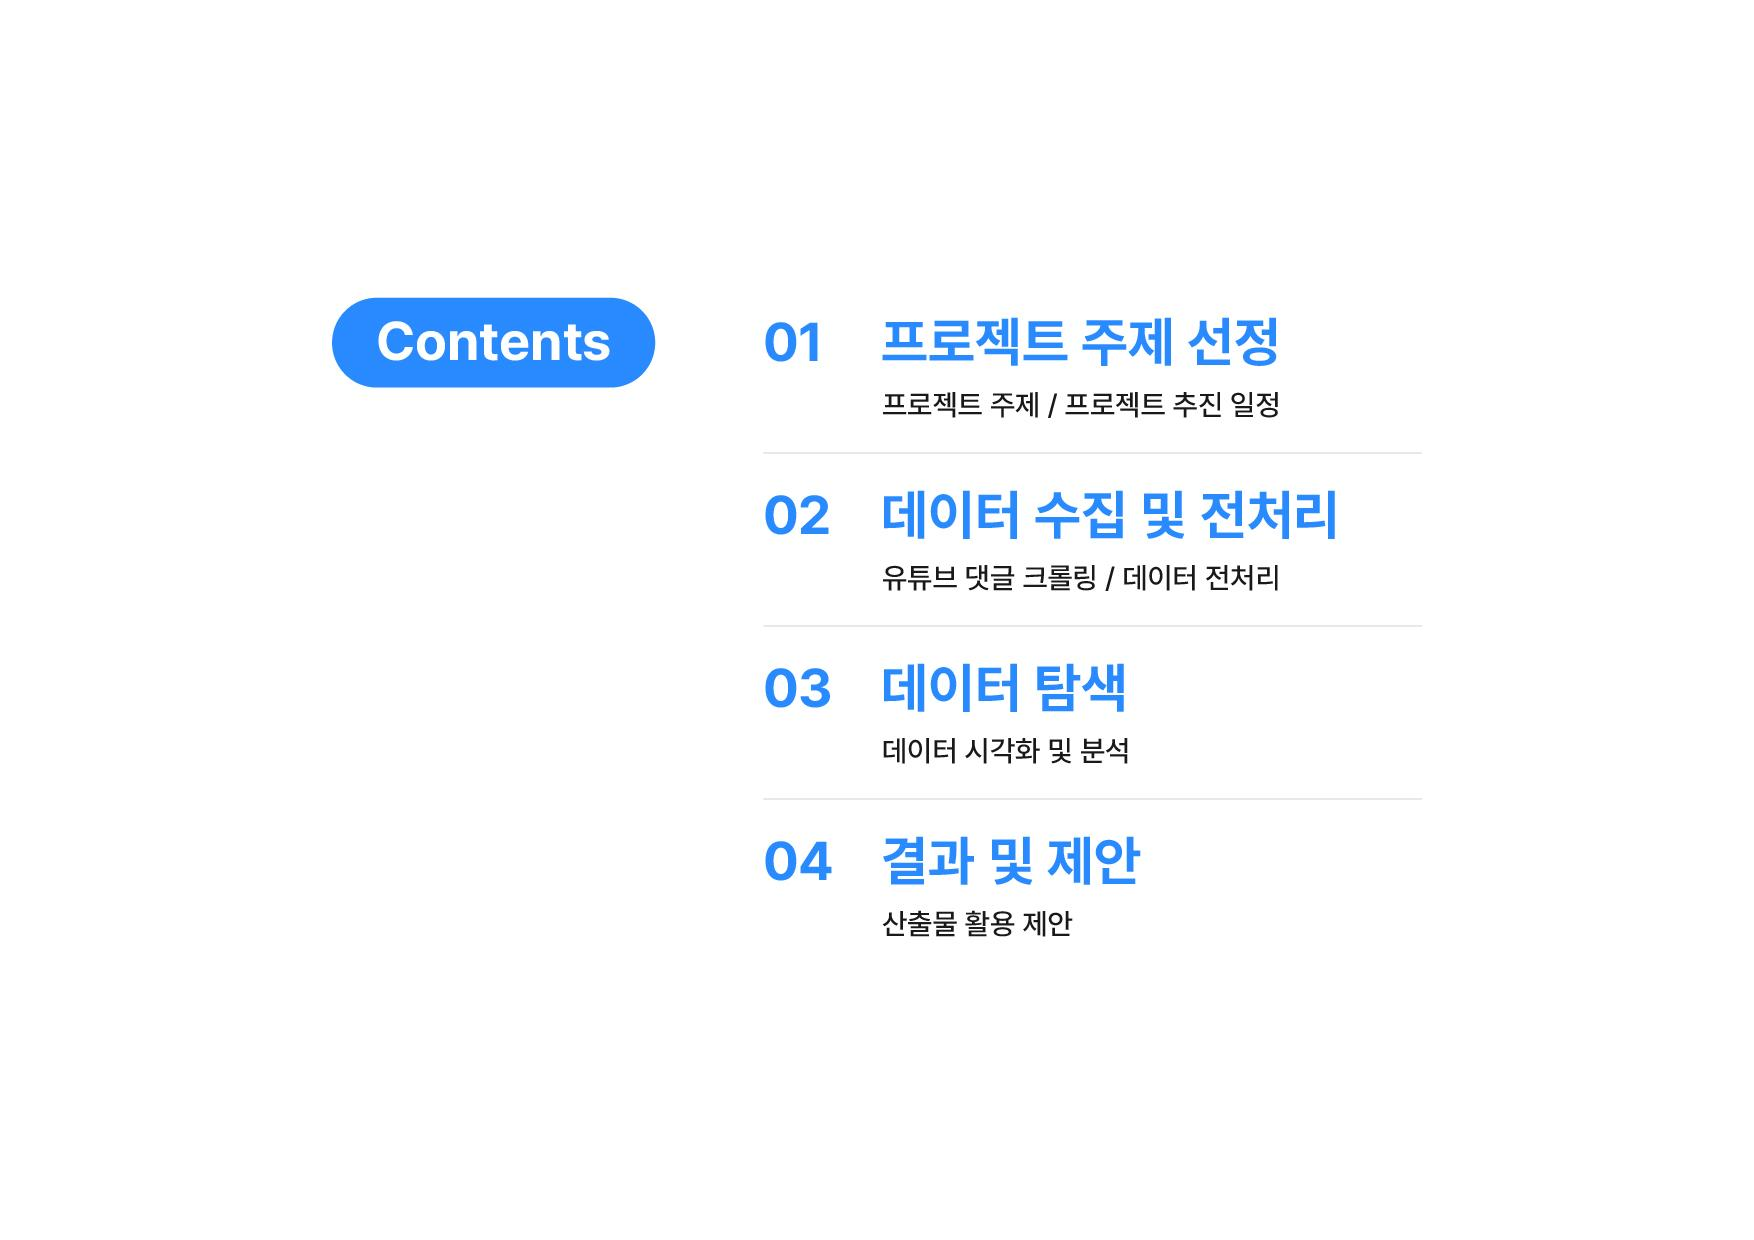 Contents
01 프로젝트 주제 선정
프로젝트 주제 / 프로젝트 추진 일정
02 데이터 수집 및 전처리
유튜브 댓글 크롤링 / 데이터 전처리
03 데이터 탐색
데이터 시각화 및 분석
04 결과 및 제안
산출물 활용 제안